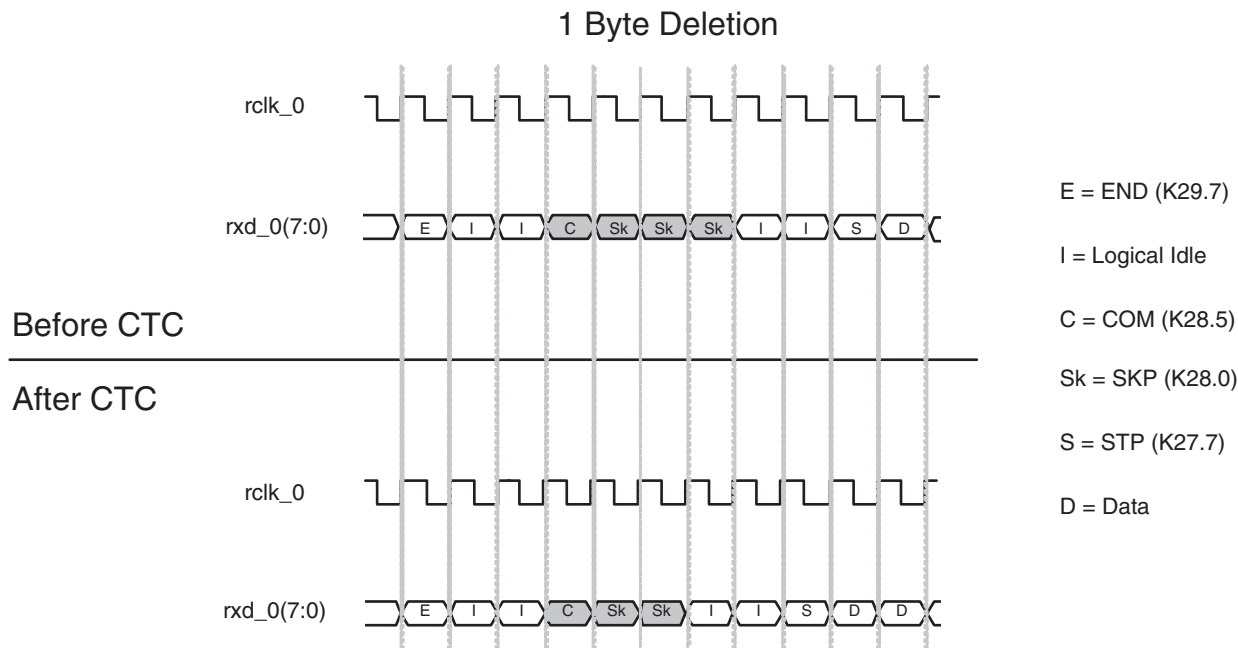 1 Byte Deletion
rclk_0
rxd_0(7:0) E I I C Sk Sk Sk I I S D
Before CTC
After CTC
rclk_0
rxd_0(7:0) E I I C Sk Sk I I S D D
E = END (K29.7)
I = Logical Idle
C = COM (K28.5)
Sk = SKP (K28.0)
S = STP (K27.7)
D = Data